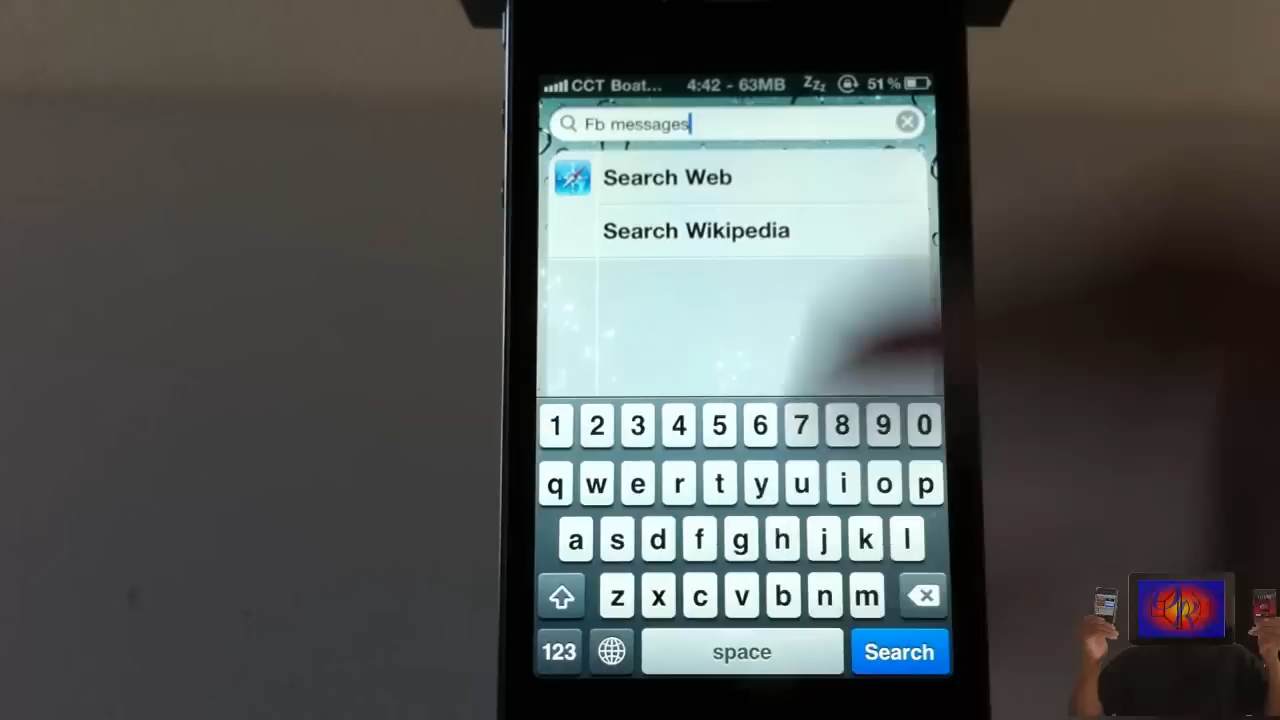 CCT Boat... 4:42 - 63MB Zzz 51%
Fb messages
Search Web
Search Wikipedia
1 2 3 4 5 6 7 8 9 0
q w e r t y u i o p
a s d f g h j k l
z x c v b n m
123 space Search